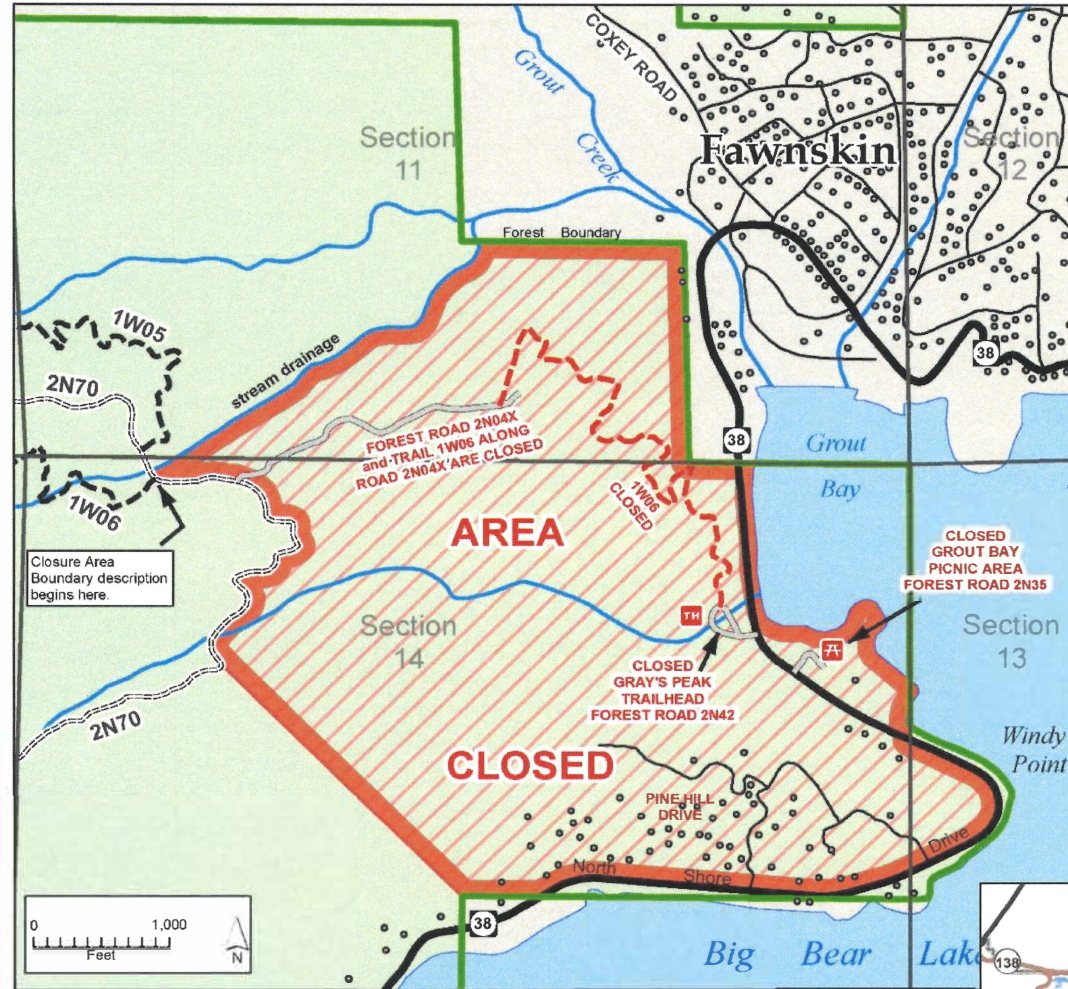 COXEY ROAD
Grout
Creek
Section
11
Fawnskin
Section
12
Forest Boundary
1W05
2N70
stream drainage
38
38
Grout
Bay
FOREST ROAD 2N04X
and TRAIL 1W06 ALONG
ROAD 2N04X ARE CLOSED
1W06
1W06
CLOSED
AREA
Closure Area
Boundary description
begins here.
CLOSED
GROUT BAY
PICNIC AREA
FOREST ROAD 2N35
TH
Section
14
Section
13
CLOSED
GRAY'S PEAK
TRAILHEAD
FOREST ROAD 2N42
2N70
Windy
Point
CLOSED
PINE HILL
DRIVE
North Shore Drive
0 1,000
Feet
N
38
Big Bear Lake
138